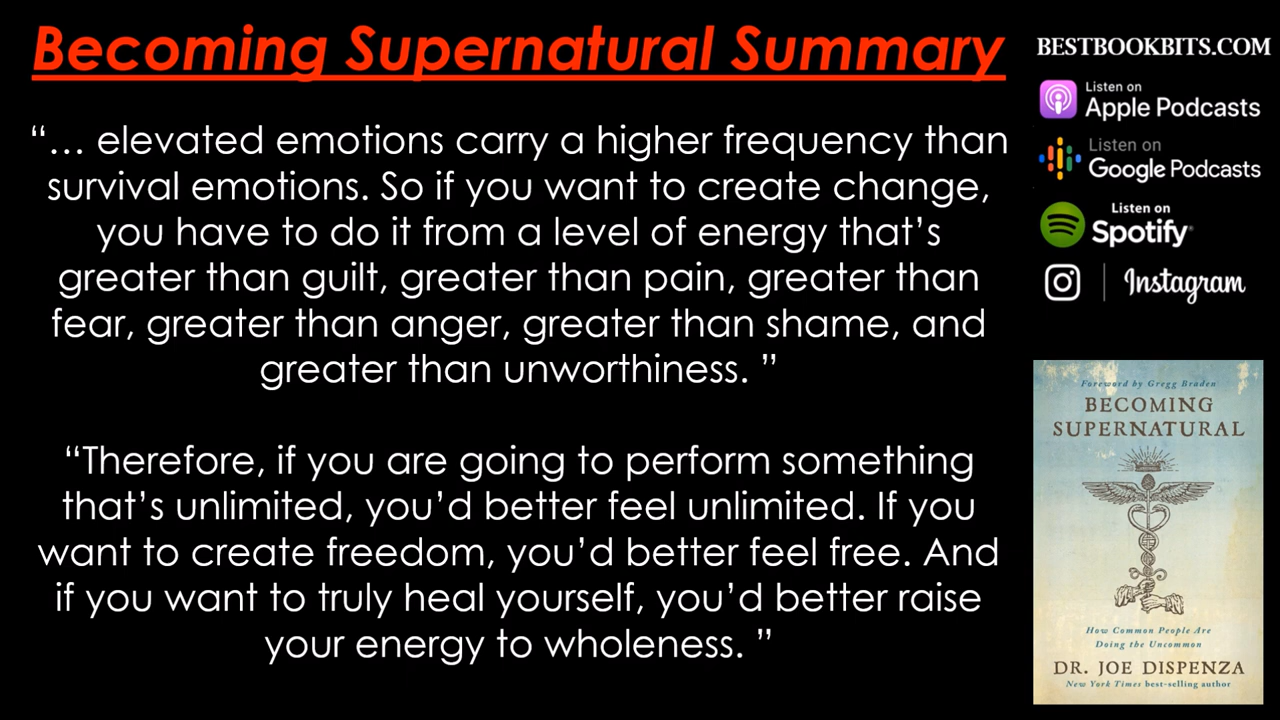 Becoming Supernatural Summary
“… elevated emotions carry a higher frequency than
survival emotions. So if you want to create change,
you have to do it from a level of energy that’s
greater than guilt, greater than pain, greater than
fear, greater than anger, greater than shame, and
greater than unworthiness. ”
“Therefore, if you are going to perform something
that’s unlimited, you’d better feel unlimited. If you
want to create freedom, you’d better feel free. And
if you want to truly heal yourself, you’d better raise
your energy to wholeness. ”
BESTBOOKBITS.COM
Listen on
Apple Podcasts
Listen on
Google Podcasts
Listen on
Spotify
Instagram
Foreword by Gregg Braden
BECOMING
SUPERNATURAL
How Common People Are
Doing the Uncommon
DR. JOE DISPENZA
New York Times best-selling author